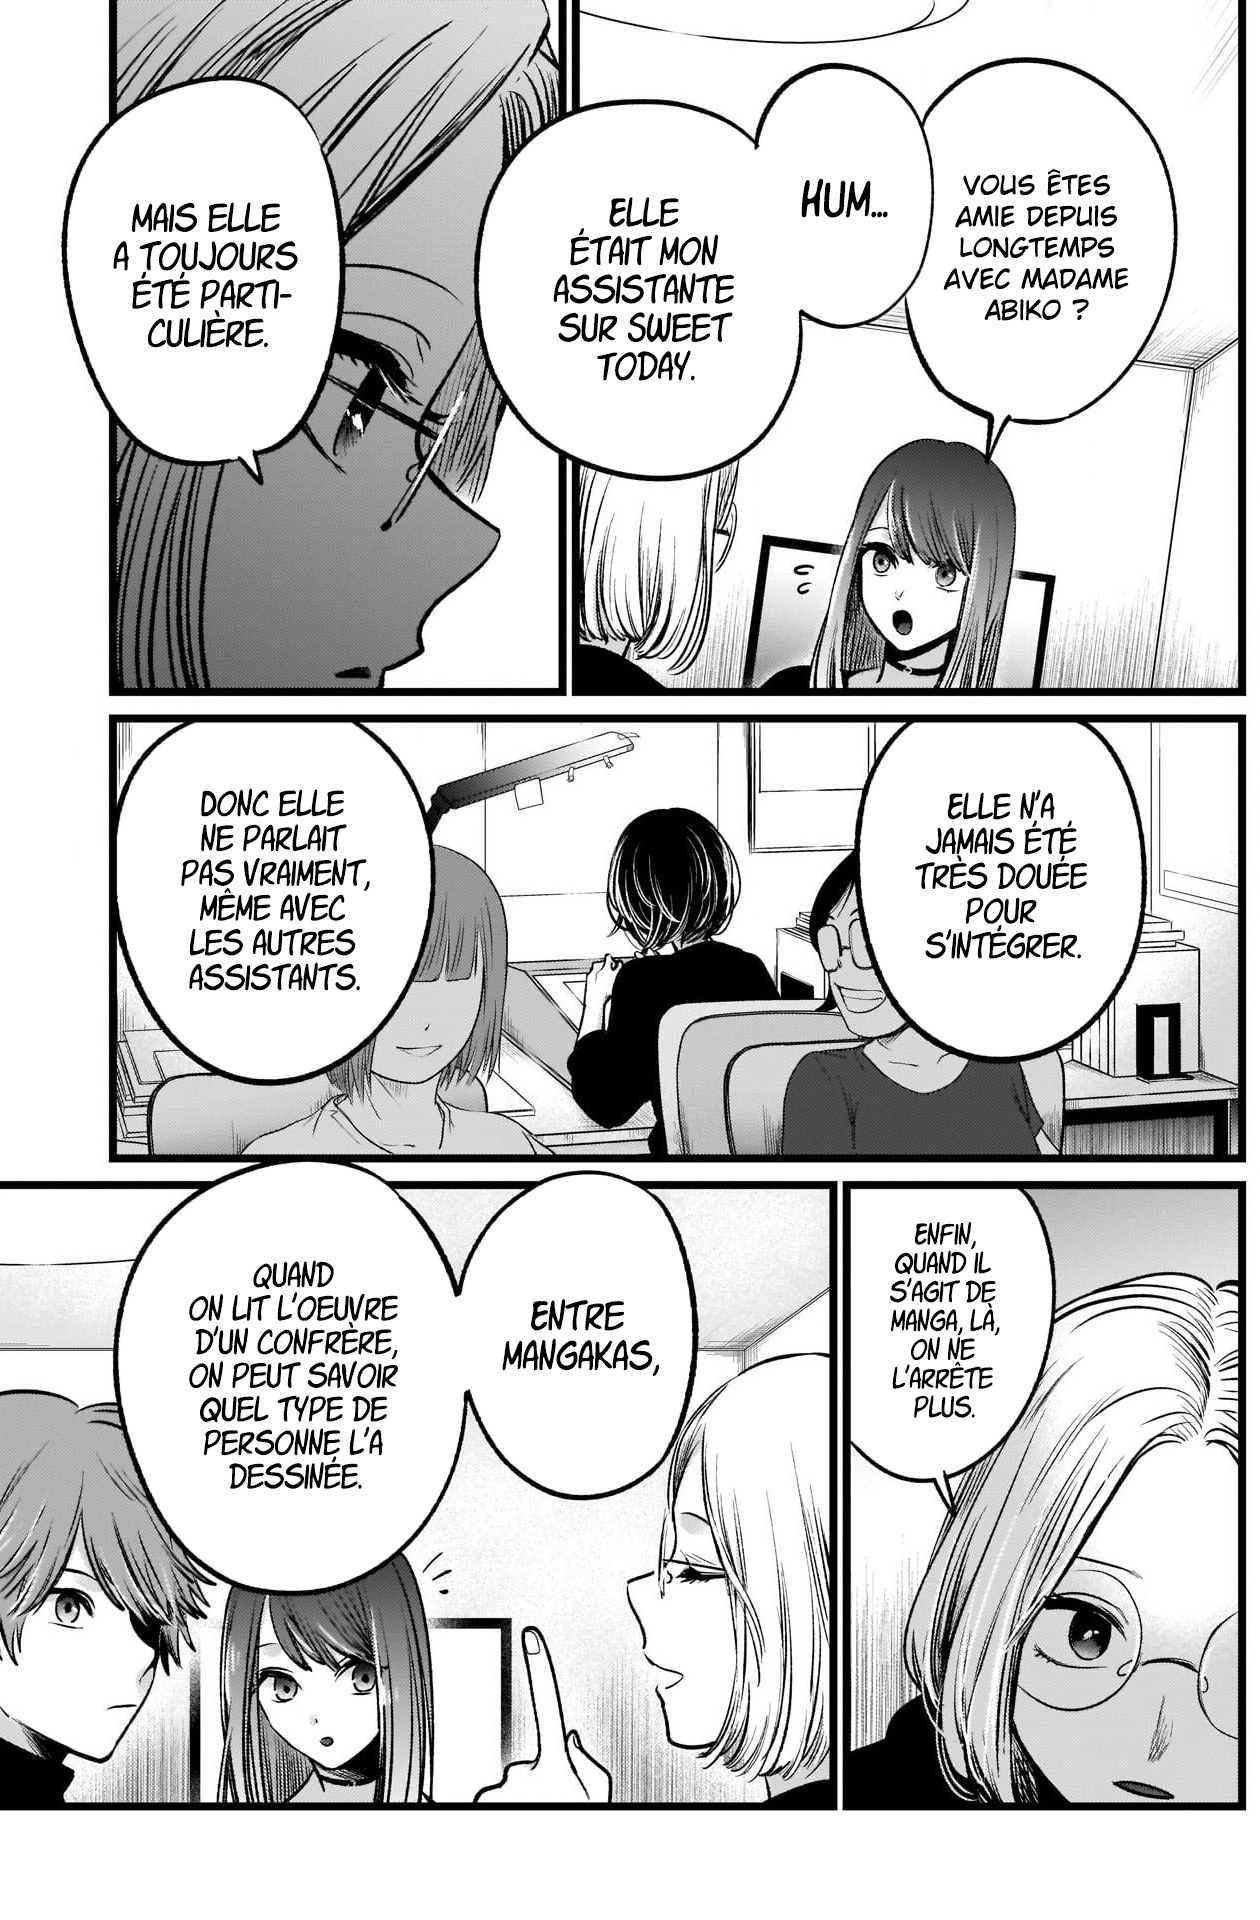 VOUS ÊTES
AMIE DEPUIS
LONGTEMPS
AVEC MADAME
ABIKO ?
HUM...
ELLE
ÉTAIT MON
ASSISTANTE
SUR SWEET
TODAY.
MAIS ELLE
A TOUJOURS
ÉTÉ PARTI-
CULIÈRE.
ELLE N'A
JAMAIS ÉTÉ
TRÈS DOUÉE
POUR
S'INTÉGRER.
DONC ELLE
NE PARLAIT
PAS VRAIMENT,
MÊME AVEC
LES AUTRES
ASSISTANTS.
ENFIN,
QUAND IL
S'AGIT DE
MANGA, LÀ,
ON NE
L'ARRÊTE
PLUS.
ENTRE
MANGAKAS,
QUAND
ON LIT L'OEUVRE
D'UN CONFRÈRE,
ON PEUT SAVOIR
QUEL TYPE DE
PERSONNE L'A
DESSINÉE.